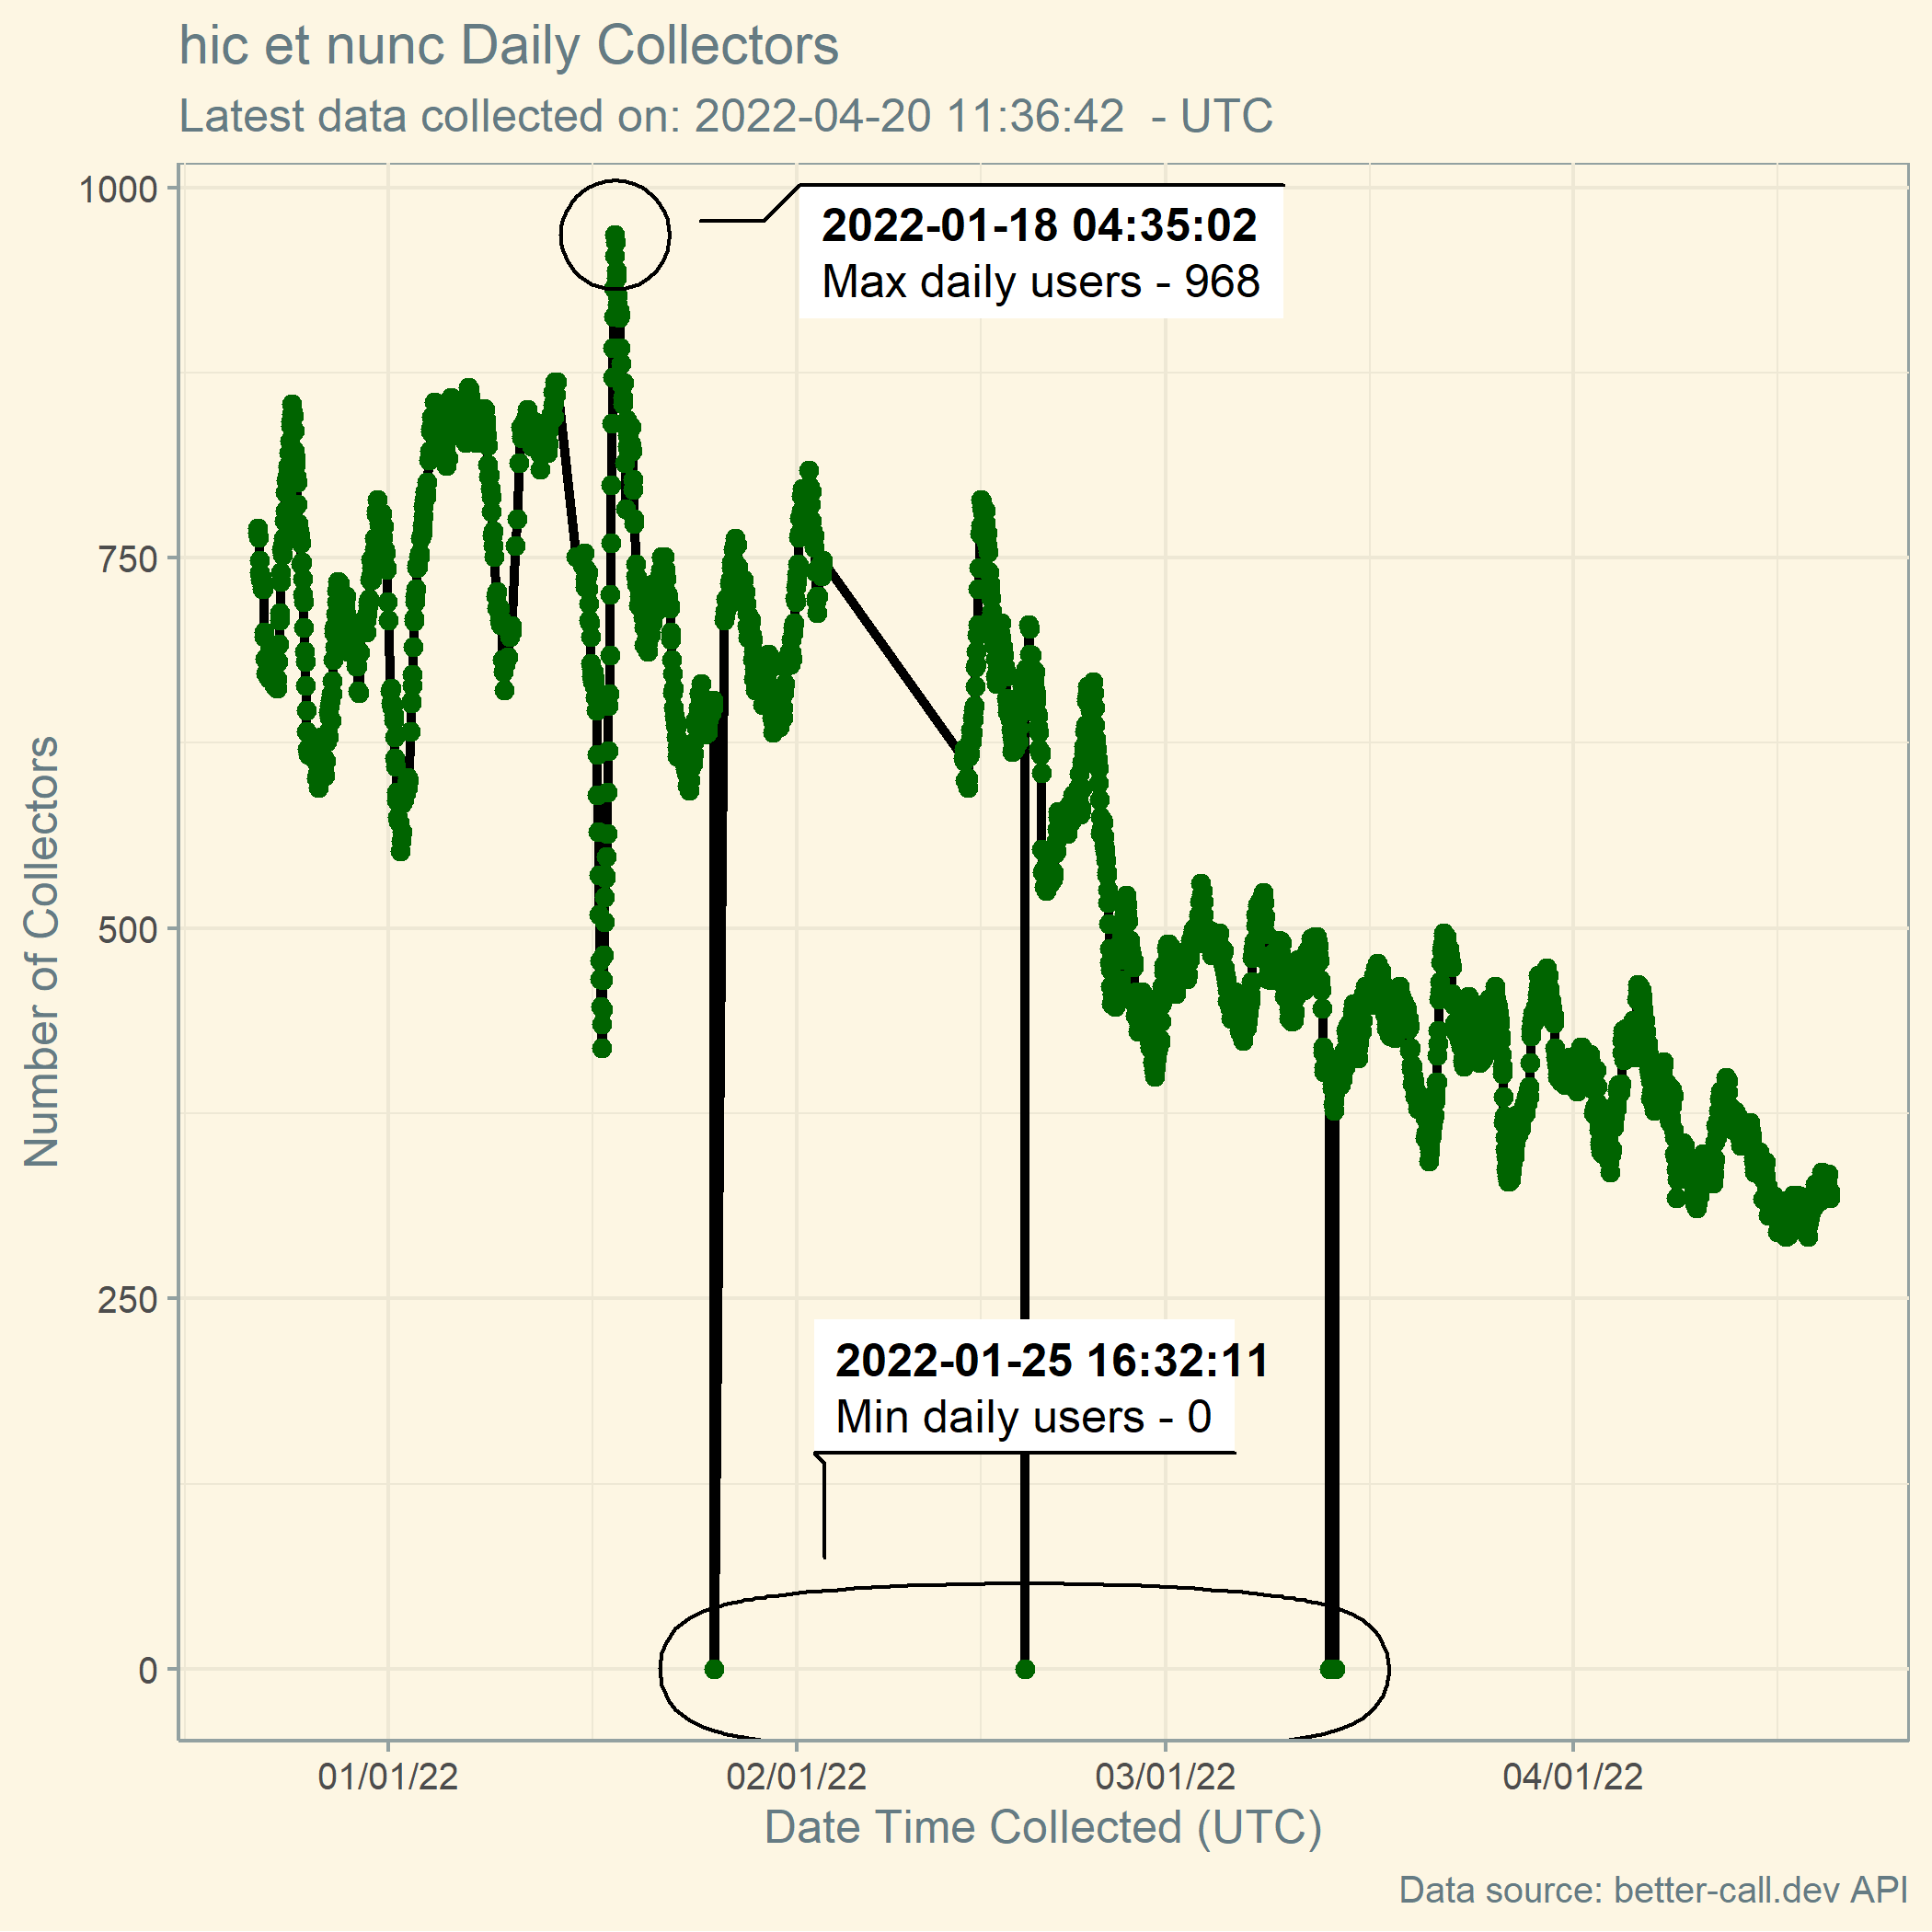 hic et nunc Daily Collectors
Latest data collected on: 2022-04-20 11:36:42  - UTC
1000
2022-01-18 04:35:02
Max daily users - 968
750
Number of Collectors
500
250
2022-01-25 16:32:11
Min daily users - 0
0
01/01/22 02/01/22 03/01/22 04/01/22
Date Time Collected (UTC)
Data source: better-call.dev API